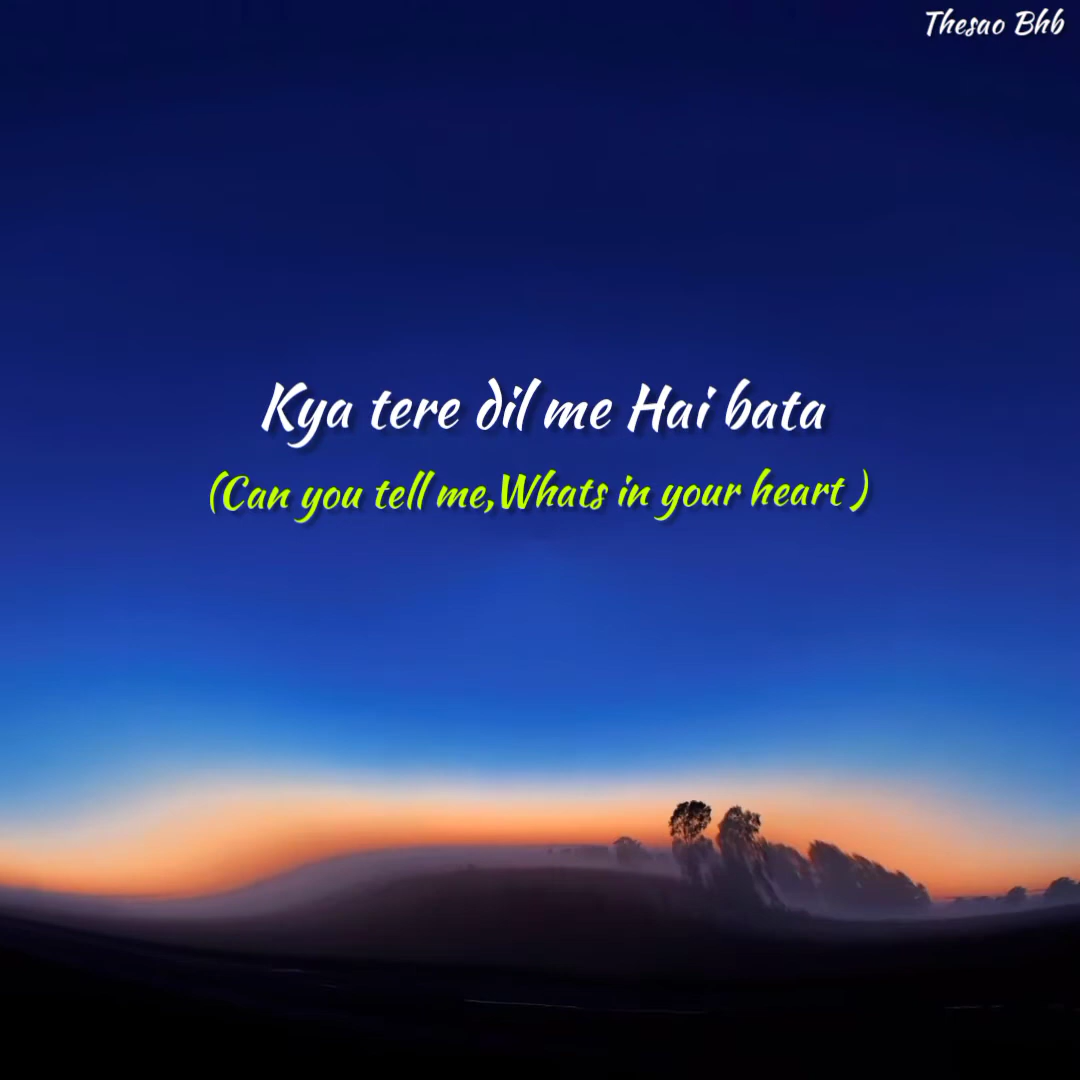 Thesao Bhb
Kya tere dil me Hai bata
(Can you tell me,Whats in your heart )